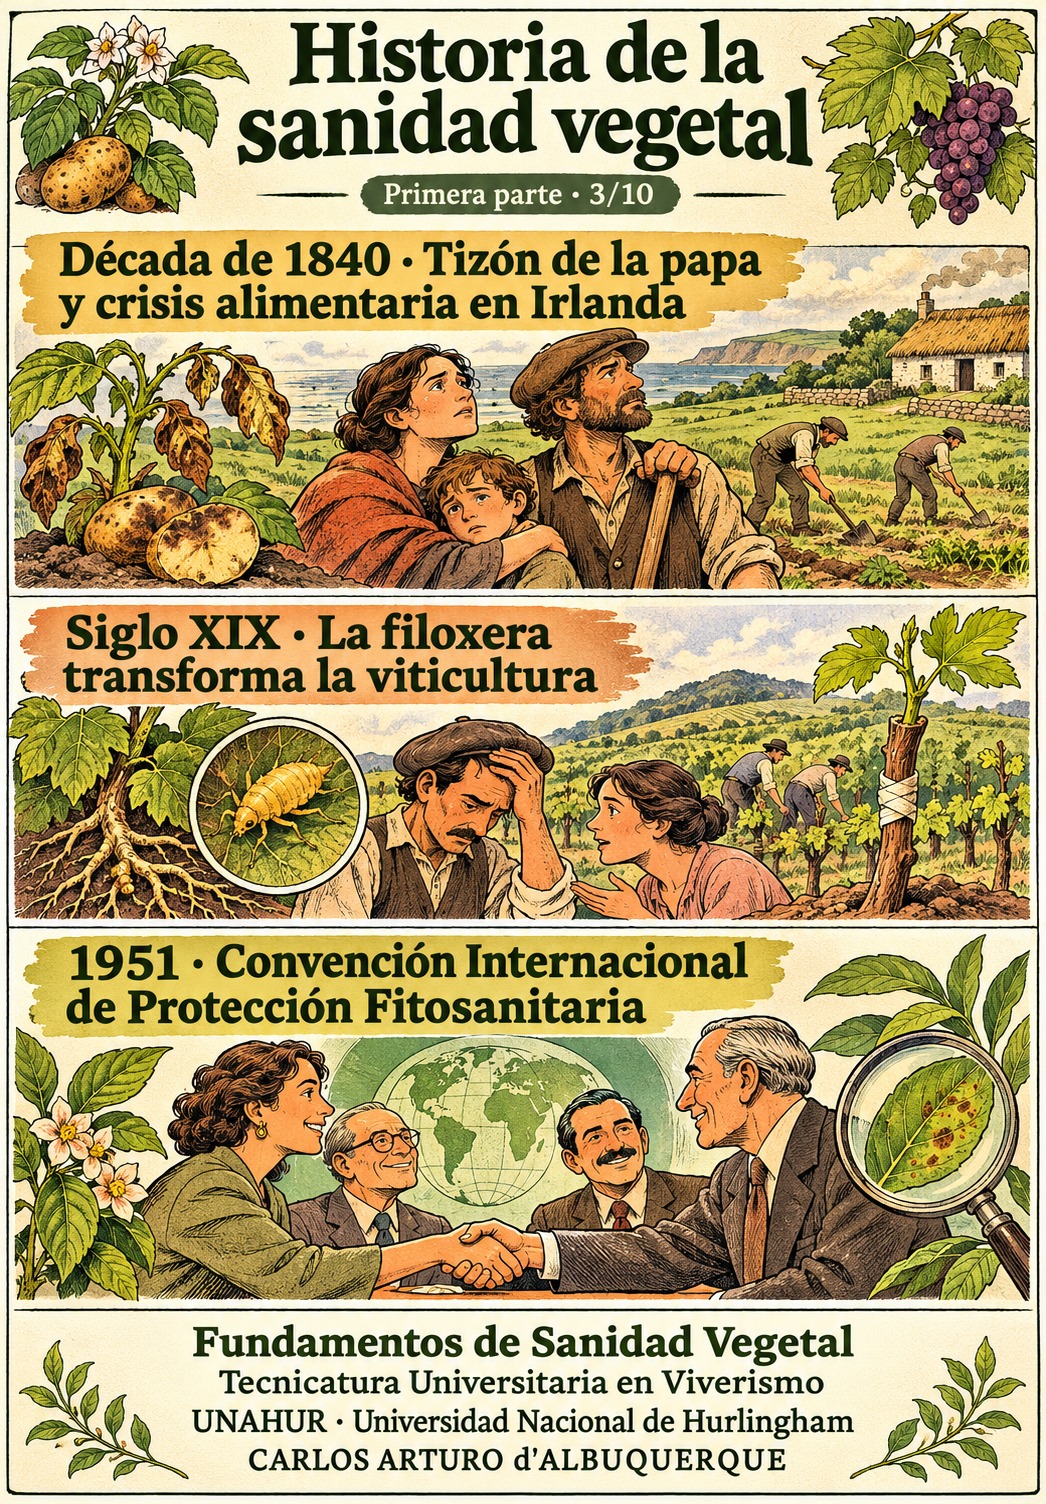 Historia de la
sanidad vegetal
Primera parte · 3/10
Década de 1840 · Tizón de la papa
y crisis alimentaria en Irlanda
Siglo XIX · La filoxera
transforma la viticultura
1951 · Convención Internacional
de Protección Fitosanitaria
Fundamentos de Sanidad Vegetal
Tecnicatura Universitaria en Viverismo
UNAHUR · Universidad Nacional de Hurlingham
CARLOS ARTURO d'ALBUQUERQUE